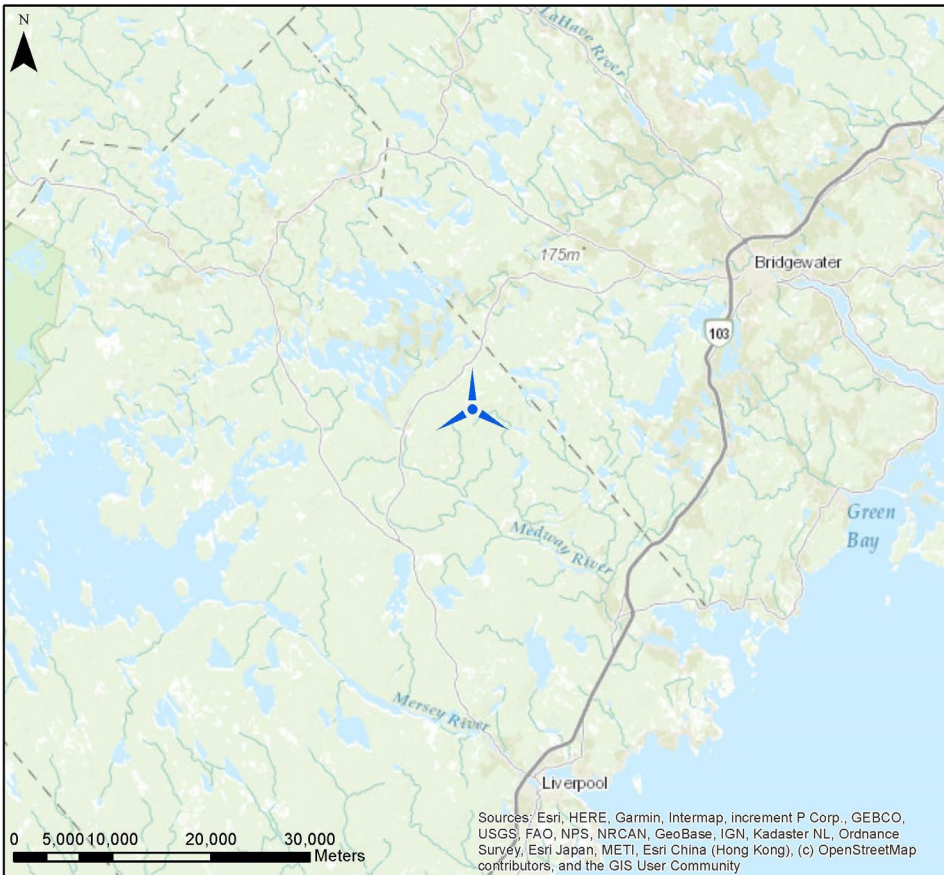 N
LaHave River
175m
Bridgewater
103
Green
Bay
Medway River
Mersey River
Liverpool
0 5,000 10,000 20,000 30,000
Meters
Sources: Esri, HERE, Garmin, Intermap, increment P Corp., GEBCO,
USGS, FAO, NPS, NRCAN, GeoBase, IGN, Kadaster NL, Ordnance
Survey, Esri Japan, METI, Esri China (Hong Kong), (c) OpenStreetMap
contributors, and the GIS User Community